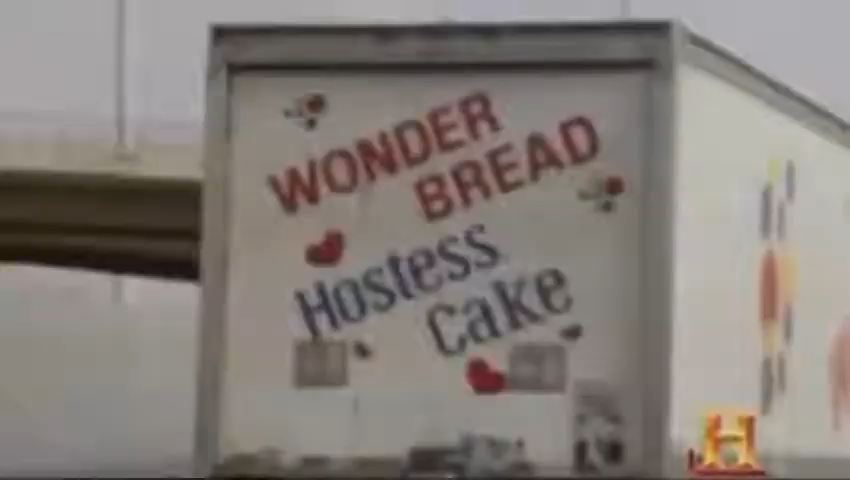 WONDER
BREAD
Hostess
Cake
H